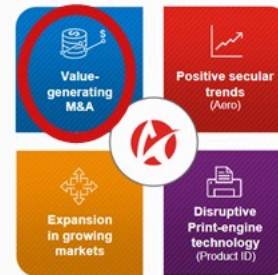 Value-
generating
M&A
Positive secular
trends
(Aero)
Expansion
in growing
markets
Disruptive
Print-engine
technology
(Product ID)